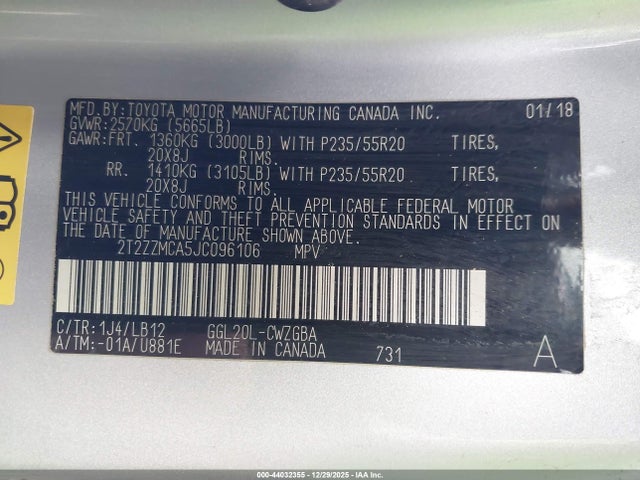 MFD.BY:TOYOTA MOTOR MANUFACTURING CANADA INC. 01/18
GVWR:2570KG (5665LB)
GAWR:FRT. 1360KG (3000LB) WITH P235/55R20 TIRES,
20X8J RIMS.
RR. 1410KG (3105LB) WITH P235/55R20 TIRES,
20X8J RIMS.
THIS VEHICLE CONFORMS TO ALL APPLICABLE FEDERAL MOTOR
VEHICLE SAFETY AND THEFT PREVENTION STANDARDS IN EFFECT ON
THE DATE OF MANUFACTURE SHOWN ABOVE.
2T2ZZMCA5JC096106 MPV
C/TR:1J4/LB12 GGL20L-CWZGBA
A/TM:-01A/U881E MADE IN CANADA 731 A
000-44032355 - 12/29/2025 - IAAI Inc.